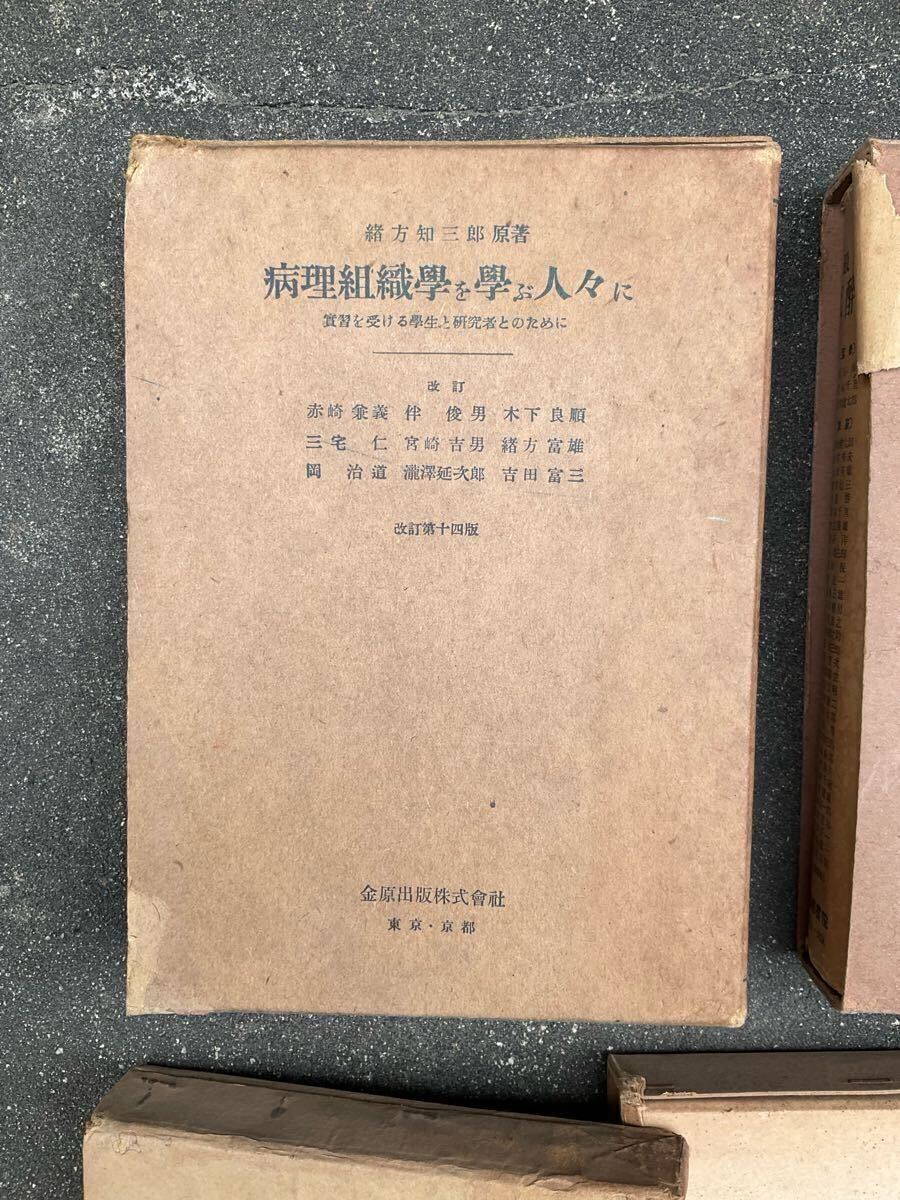 緒方知三郎 原著
病理組織學を學ぶ人々に
實習を受ける學生と硏究者とのために
改訂
赤崎兼義 伴俊男 木下良順
三宅仁 宮崎吉男 緒方富雄
岡治道 瀧澤延次郎 吉田富三
改訂第十四版
金原出版株式會社
東京・京都